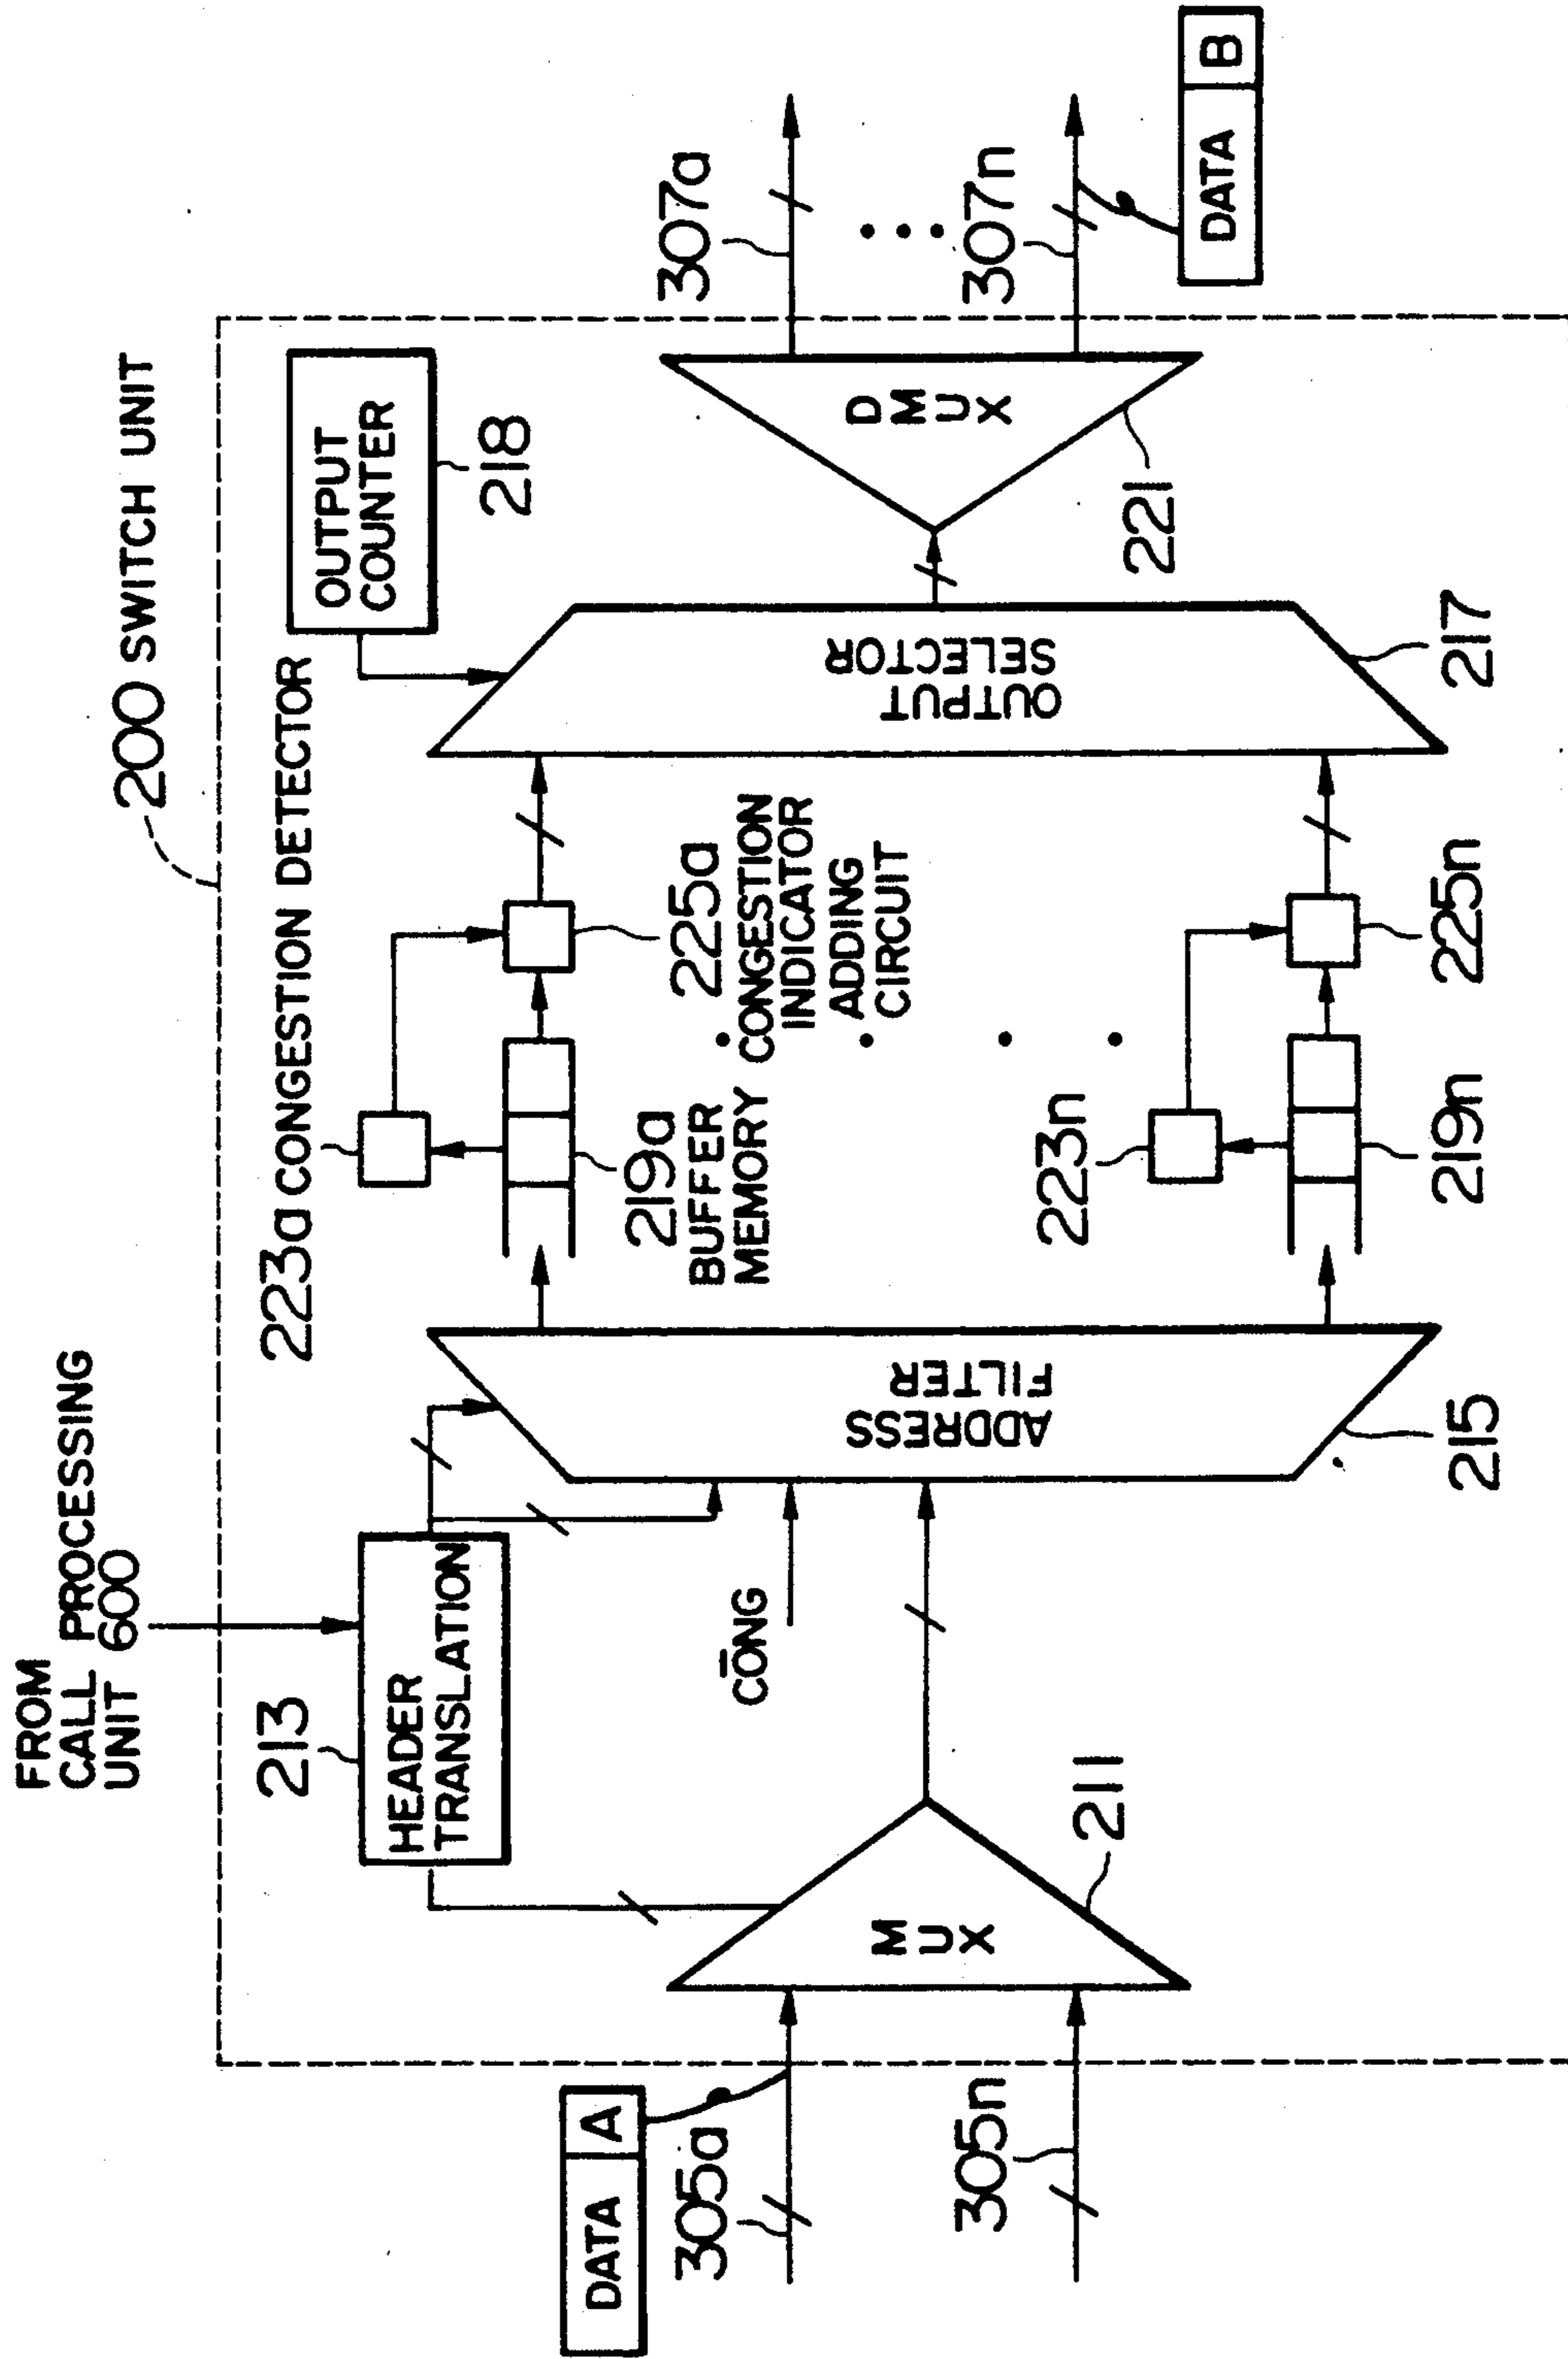 FROM
CALL PROCESSING
UNIT 600
200 SWITCH UNIT
213
HEADER
TRANSLATION
223a CONGESTION DETECTOR
OUTPUT
COUNTER
218
DATA A
305a
305n
MUX
211
CONG
ADDRESS
FILTER
215
219a
BUFFER
MEMORY
225a
CONGESTION
INDICATOR
ADDING
CIRCUIT
223n
219n
225n
OUTPUT
SELECTOR
217
DMUX
221
307a
307n
DATA B